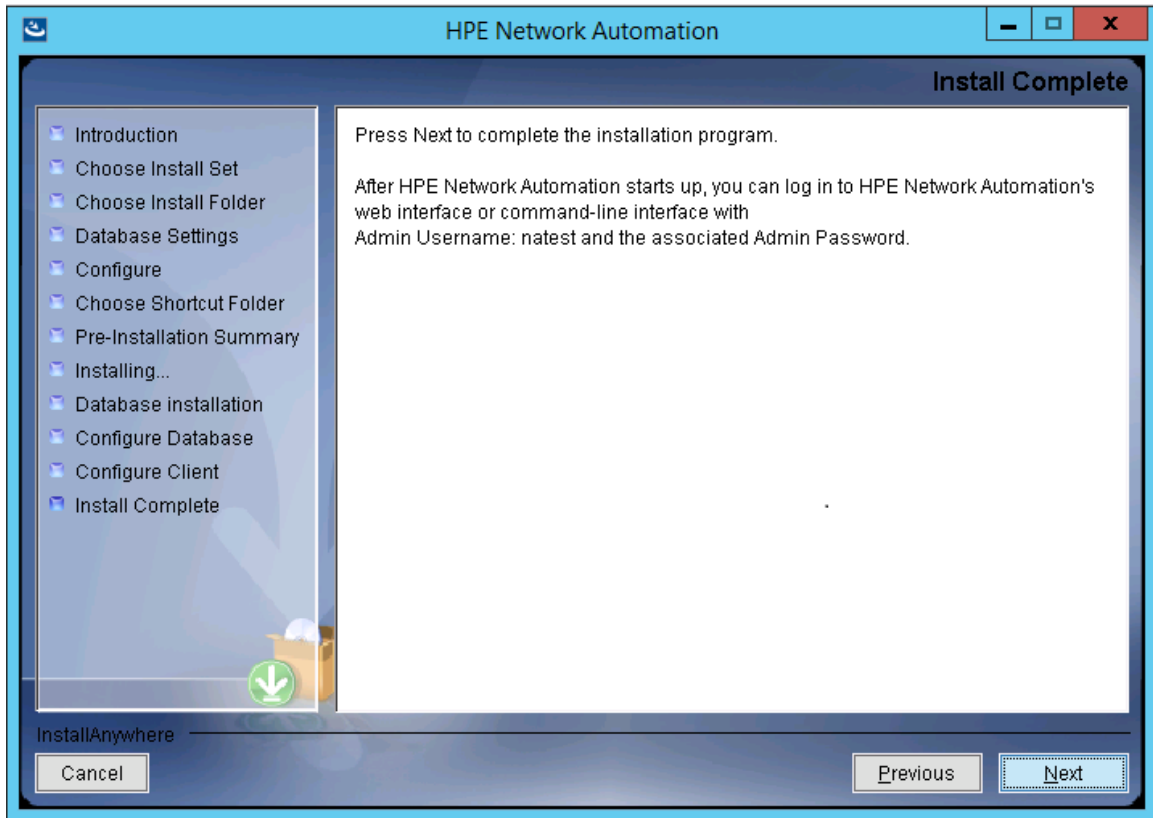 HPE Network Automation
Install Complete
Introduction
Choose Install Set
Choose Install Folder
Database Settings
Configure
Choose Shortcut Folder
Pre-Installation Summary
Installing...
Database installation
Configure Database
Configure Client
Install Complete
Press Next to complete the installation program.
After HPE Network Automation starts up, you can log in to HPE Network Automation's
web interface or command-line interface with
Admin Username: natest and the associated Admin Password.
InstallAnywhere
Cancel
Previous
Next